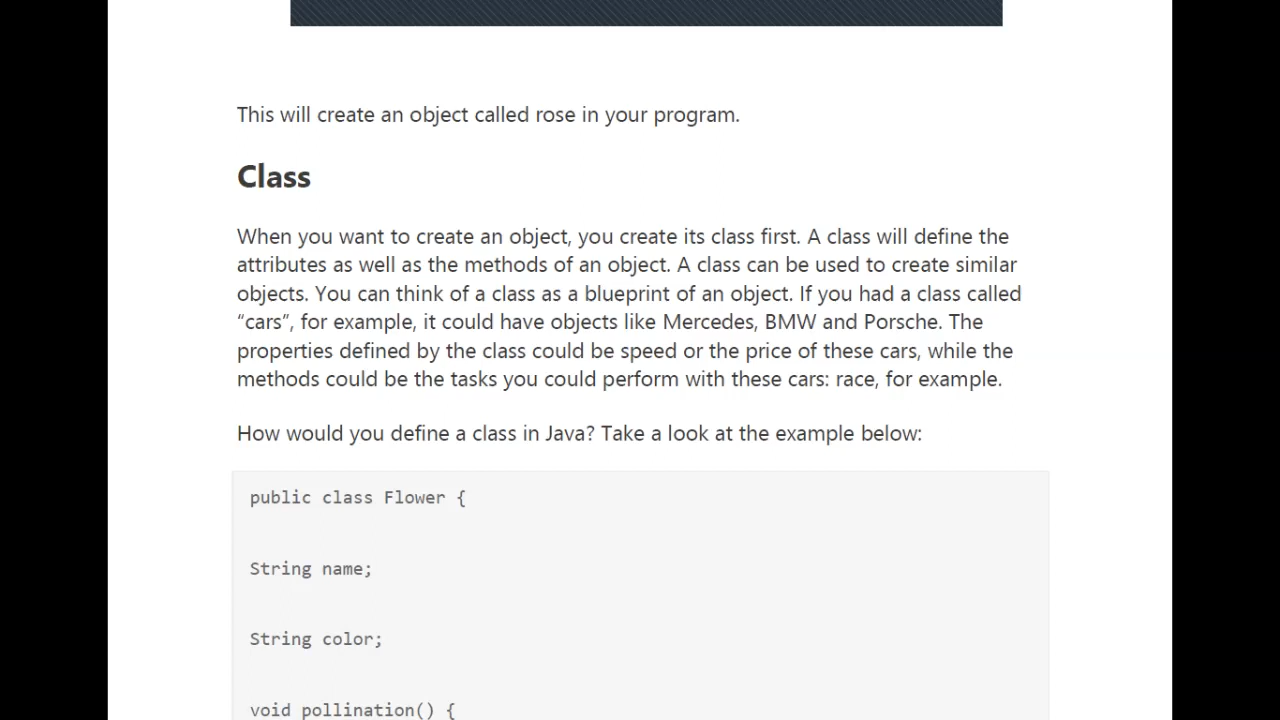 This will create an object called rose in your program.
Class
When you want to create an object, you create its class first. A class will define the
attributes as well as the methods of an object. A class can be used to create similar
objects. You can think of a class as a blueprint of an object. If you had a class called
“cars”, for example, it could have objects like Mercedes, BMW and Porsche. The
properties defined by the class could be speed or the price of these cars, while the
methods could be the tasks you could perform with these cars: race, for example.
How would you define a class in Java? Take a look at the example below:
public class Flower {
String name;
String color;
void pollination() {